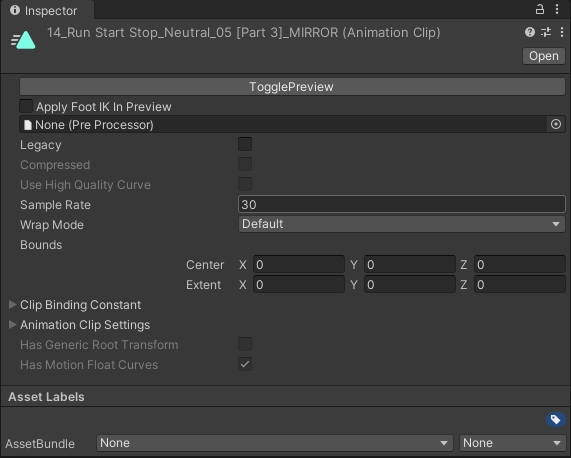 Inspector
14_Run Start Stop_Neutral_05 [Part 3]_MIRROR (Animation Clip)
Open
TogglePreview
Apply Foot IK In Preview
None (Pre Processor)
Legacy
Compressed
Use High Quality Curve
Sample Rate 30
Wrap Mode Default
Bounds
Center X 0 Y 0 Z 0
Extent X 0 Y 0 Z 0
Clip Binding Constant
Animation Clip Settings
Has Generic Root Transform
Has Motion Float Curves
Asset Labels
AssetBundle None None